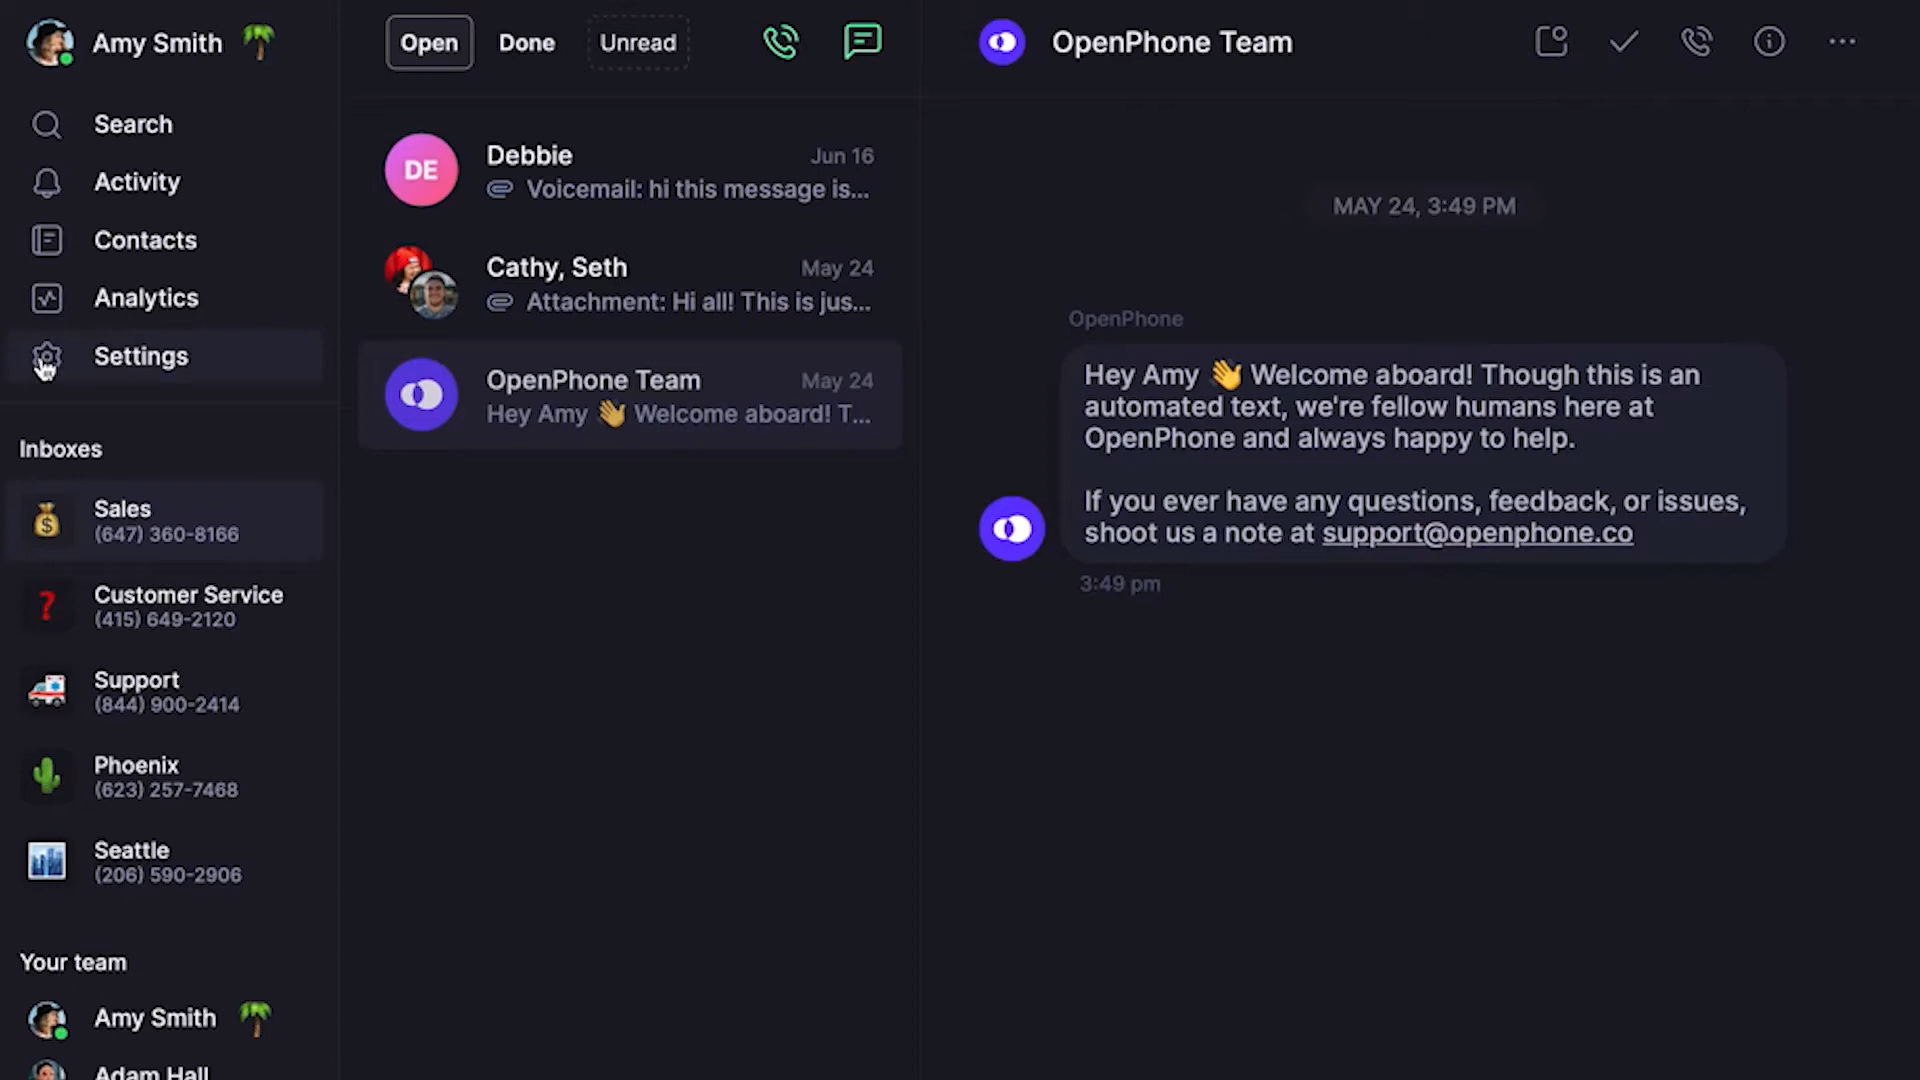 Amy Smith
Search
Activity
Contacts
Analytics
Settings
Inboxes
Sales
(647) 360-8166
Customer Service
(415) 649-2120
Support
(844) 900-2414
Phoenix
(623) 257-7468
Seattle
(206) 590-2906
Your team
Amy Smith
Adam Hall
Open Done Unread
DE
Debbie Jun 16
Voicemail: hi this message is...
Cathy, Seth May 24
Attachment: Hi all! This is jus...
OpenPhone Team May 24
Hey Amy 👋 Welcome aboard! T...
OpenPhone Team
MAY 24, 3:49 PM
OpenPhone
Hey Amy 👋 Welcome aboard! Though this is an
automated text, we're fellow humans here at
OpenPhone and always happy to help.
If you ever have any questions, feedback, or issues,
shoot us a note at support@openphone.co
3:49 pm